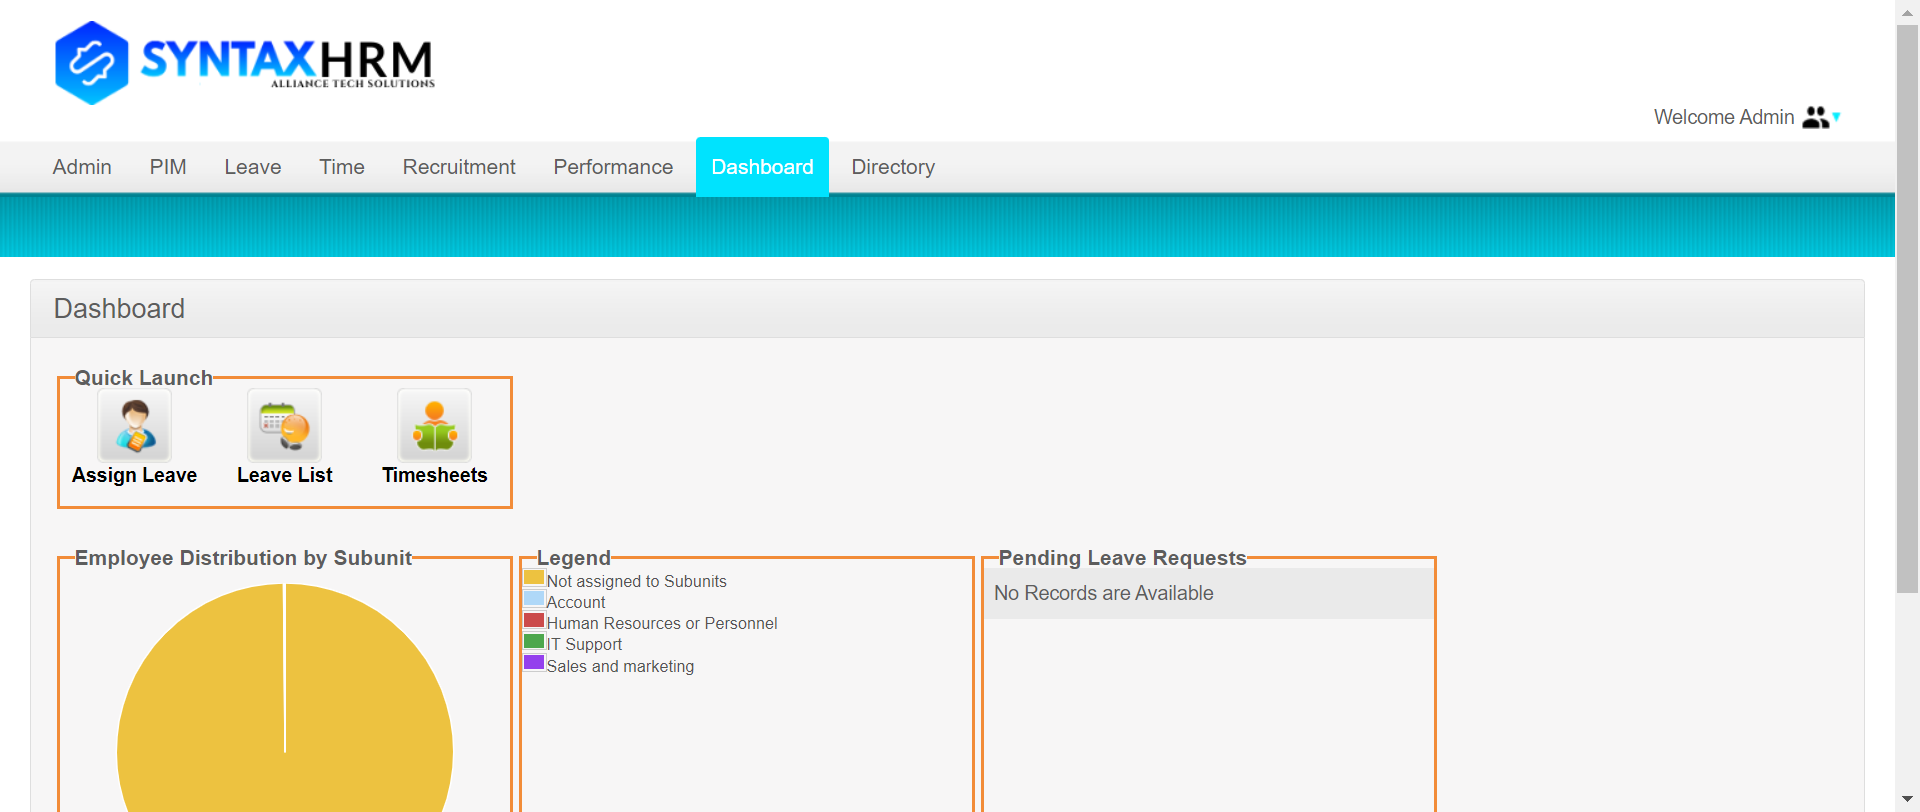 SYNTAXHRM
ALLIANCE TECH SOLUTIONS
Welcome Admin
Admin PIM Leave Time Recruitment Performance Dashboard Directory
Dashboard
Quick Launch
Assign Leave Leave List Timesheets
Employee Distribution by Subunit
Legend
Not assigned to Subunits
Account
Human Resources or Personnel
IT Support
Sales and marketing
Pending Leave Requests
No Records are Available